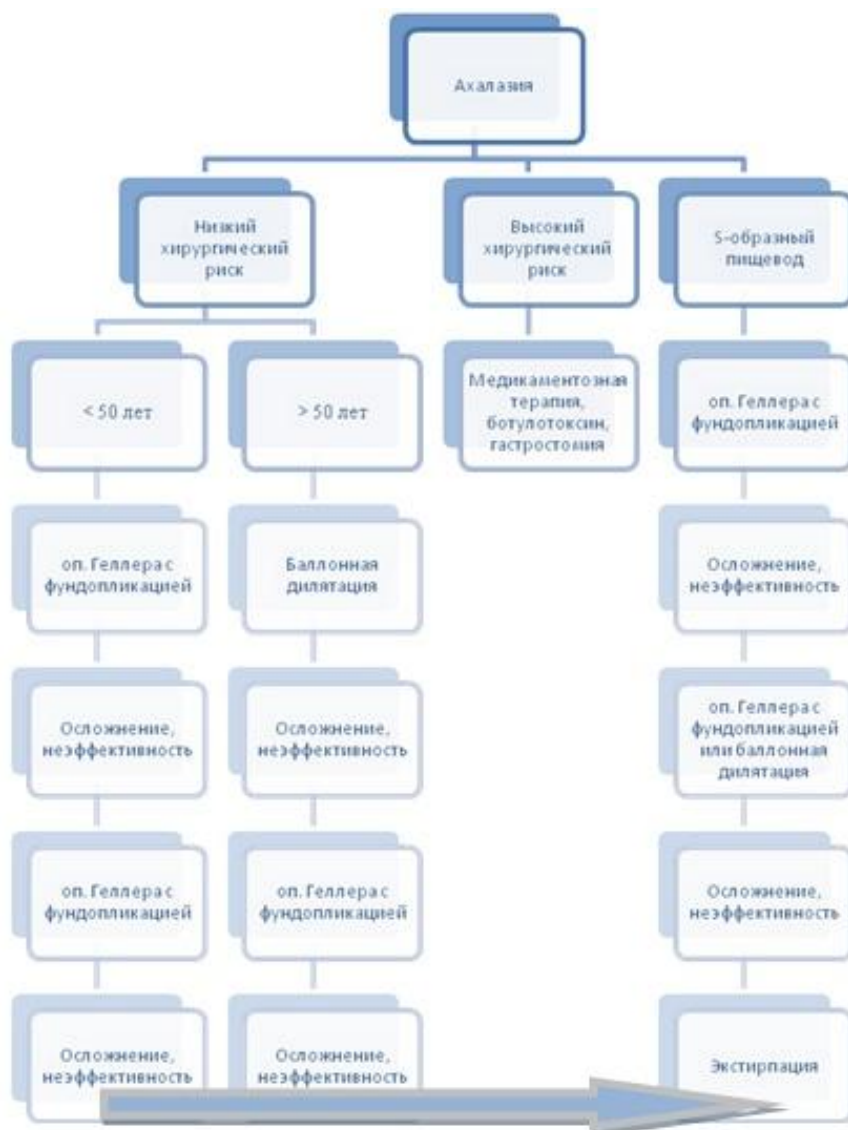 Ахалазия
Низкий
хирургический
риск
Высокий
хирургический
риск
S-образный
пищевод
< 50 лет
> 50 лет
Медикаментозная
терапия,
ботулотоксин,
гастростомия
оп. Геллера с
фундопликацией
оп. Геллера с
фундопликацией
Баллонная
дилятация
Осложнение,
неэффективность
Осложнение,
неэффективность
Осложнение,
неэффективность
оп. Геллера с
фундопликацией
или баллонная
дилятация
оп. Геллера с
фундопликацией
оп. Геллера с
фундопликацией
Осложнение,
неэффективность
Осложнение,
неэффективность
Осложнение,
неэффективность
Экстирпация